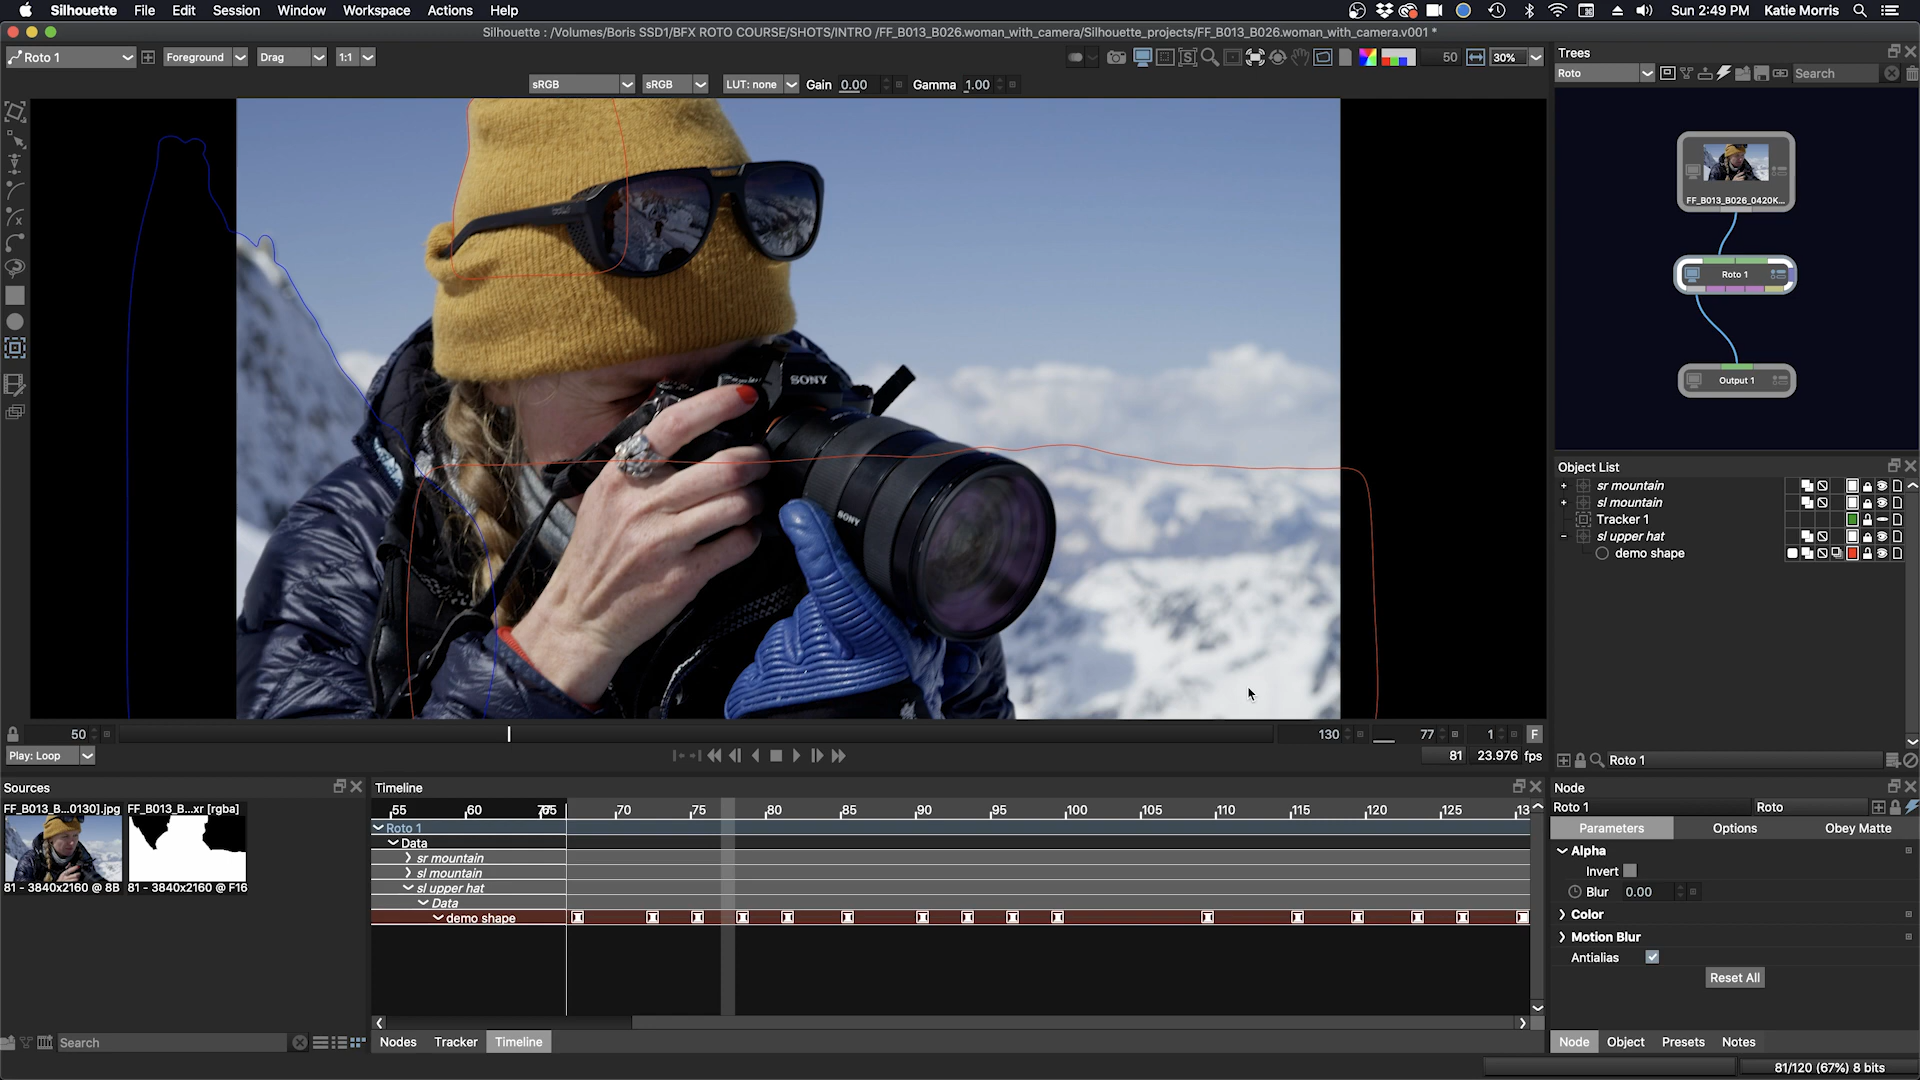 Silhouette File Edit Session Window Workspace Actions Help Sun 2:49 PM Katie Morris
Silhouette : /Volumes/Boris SSD1/BFX ROTO COURSE/SHOTS/INTRO /FF_B013_B026.woman_with_camera/Silhouette_projects/FF_B013_B026.woman_with_camera.v001 *
Roto 1 Foreground Drag 1:1 50 30%
sRGB sRGB LUT: none Gain 0.00 Gamma 1.00
Trees
Roto Search
FF_B013_B026_0420K...
Roto 1
Output 1
SONY
SONY
Object List
sr mountain
sl mountain
Tracker 1
sl upper hat
demo shape
Roto 1
50 130 77 1 F
Play: Loop 81 23.976 fps
Sources
FF_B013_B...0130].jpg FF_B013_B...xr [rgba]
81 - 3840x2160 @ 8B 81 - 3840x2160 @ F16
Search
Timeline
55 60 65 70 75 80 85 90 95 100 105 110 115 120 125 13
Roto 1
Data
sr mountain
sl mountain
sl upper hat
Data
demo shape
Nodes Tracker Timeline
Node
Roto 1 Roto
Parameters Options Obey Matte
Alpha
Invert
Blur 0.00
Color
Motion Blur
Antialias
Reset All
Node Object Presets Notes
81/120 (67%) 8 bits